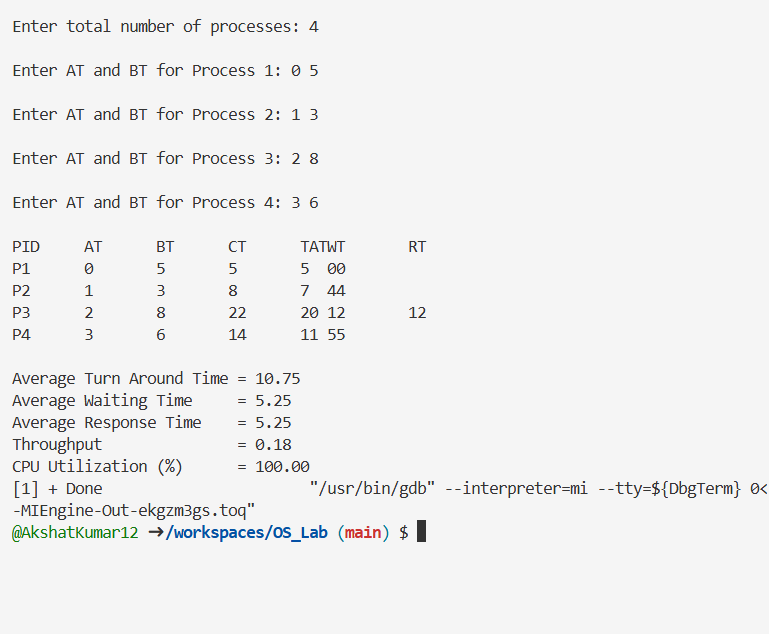 Enter total number of processes: 4
Enter AT and BT for Process 1: 0 5
Enter AT and BT for Process 2: 1 3
Enter AT and BT for Process 3: 2 8
Enter AT and BT for Process 4: 3 6
PID     AT      BT      CT      TATWT       RT
P1      0       5       5       5  00
P2      1       3       8       7  44
P3      2       8       22      20 12       12
P4      3       6       14      11 55
Average Turn Around Time = 10.75
Average Waiting Time     = 5.25
Average Response Time    = 5.25
Throughput               = 0.18
CPU Utilization (%)      = 100.00
[1] + Done                       "/usr/bin/gdb" --interpreter=mi --tty=${DbgTerm} 0<
-MIEngine-Out-ekgzm3gs.toq"
@AkshatKumar12 ➜/workspaces/OS_Lab (main) $